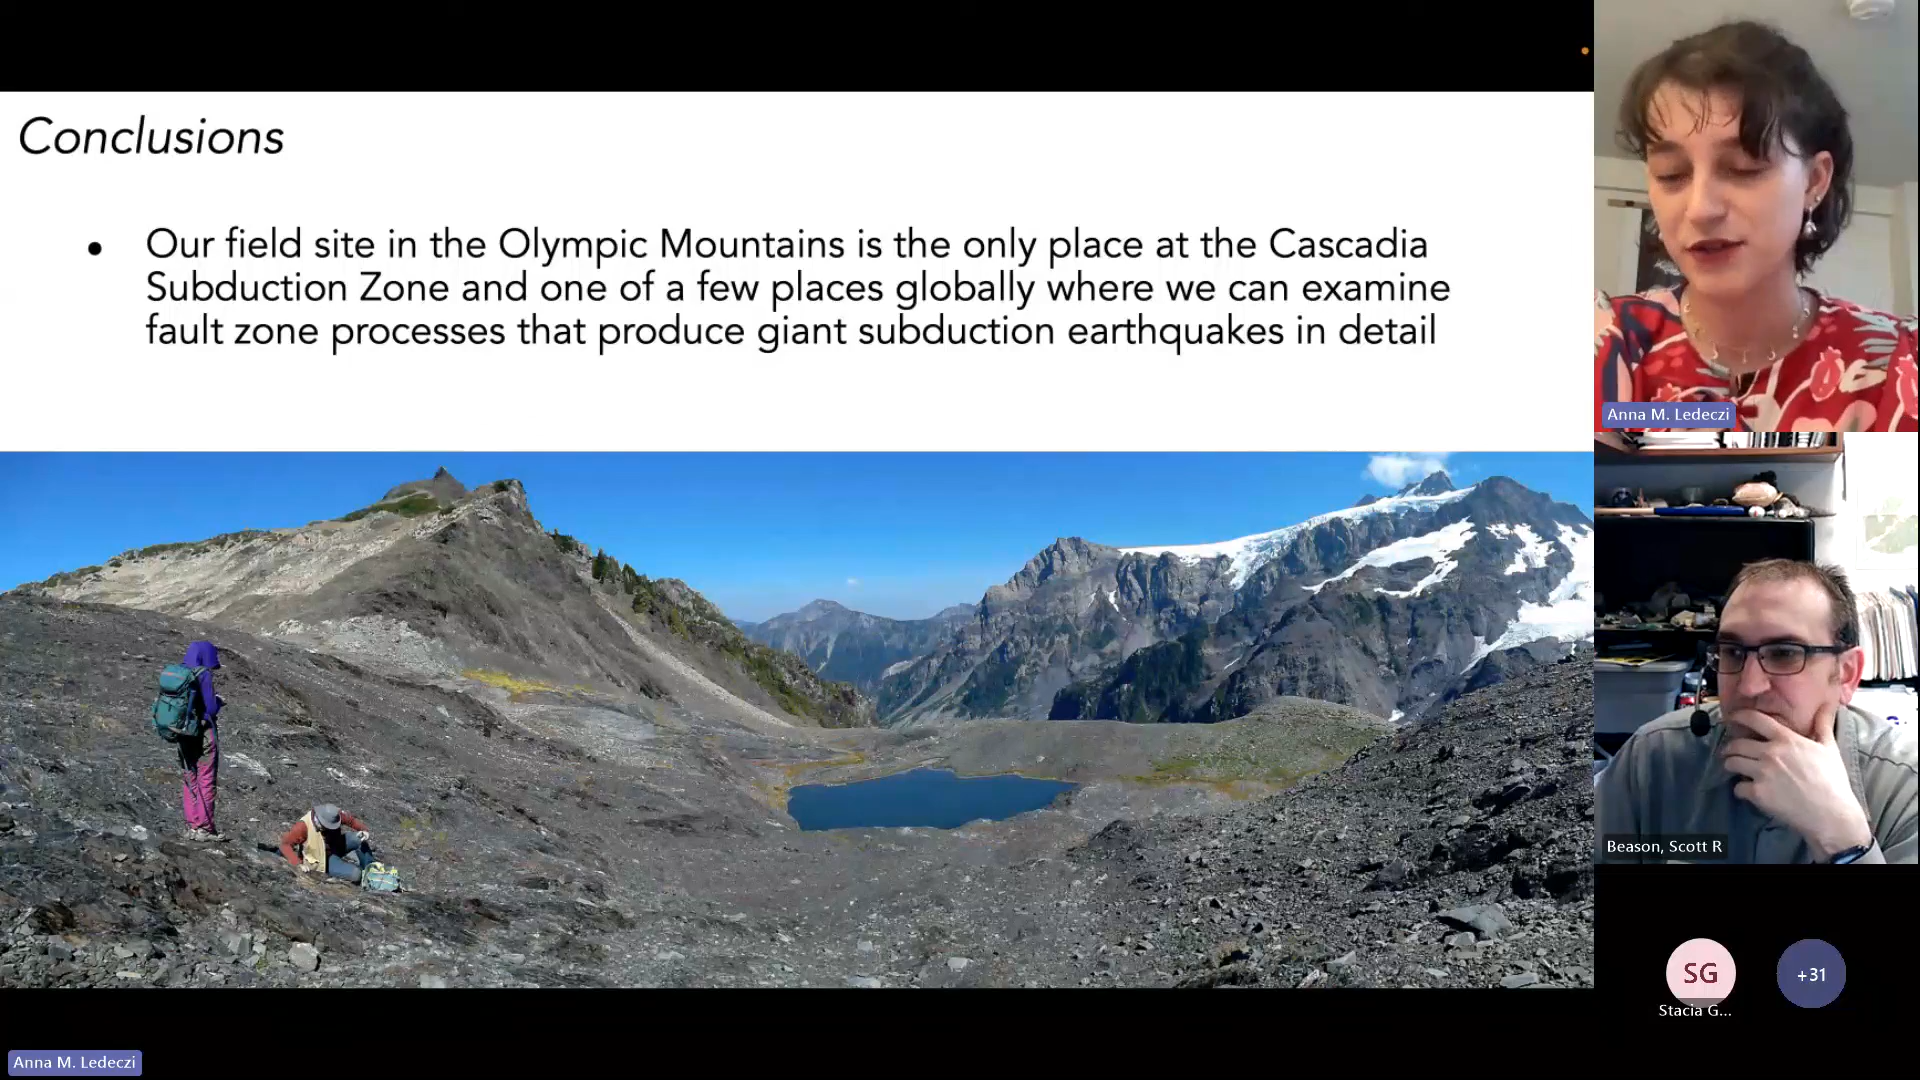 Conclusions
• Our field site in the Olympic Mountains is the only place at the Cascadia
Subduction Zone and one of a few places globally where we can examine
fault zone processes that produce giant subduction earthquakes in detail
Anna M. Ledeczi
Beason, Scott R
SG
+31
Stacia G...
Anna M. Ledeczi